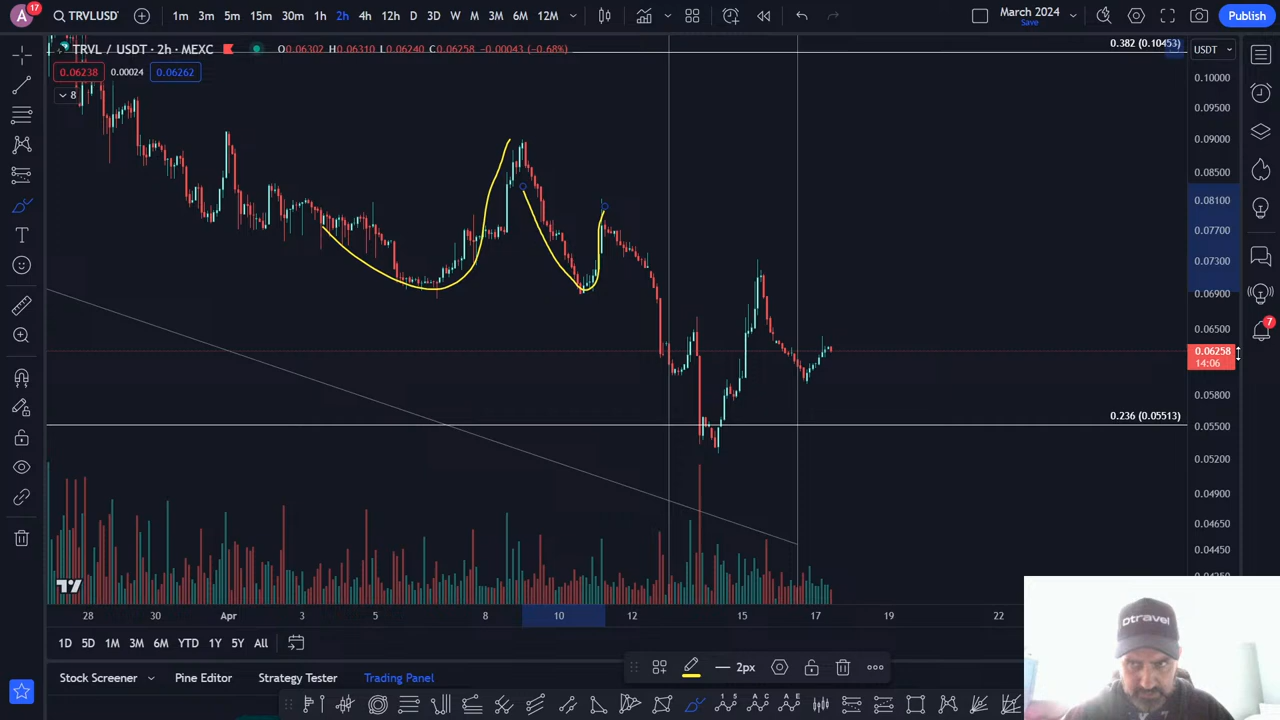 A 17 TRVLUSD 1m 3m 5m 15m 30m 1h 2h 4h 12h D 3D W M 3M 6M 12M March 2024 Save Publish
TRVL / USDT · 2h · MEXC O0.06302 H0.06310 L0.06240 C0.06258 −0.00043 (−0.68%) 0.382 (0.10453) USDT
0.06238 0.00024 0.06262
8
0.10000
0.09500
0.09000
0.08500
0.08100
0.07700
0.07300
0.06900
0.06500
0.06258
14:06
0.05800
0.236 (0.05513)
0.05500
0.05200
0.04900
0.04650
0.04450
7
28 30 Apr 3 5 8 10 12 15 17 19 22
1D 5D 1M 3M 6M YTD 1Y 5Y All
2px
Stock Screener Pine Editor Strategy Tester Trading Panel
dtravel